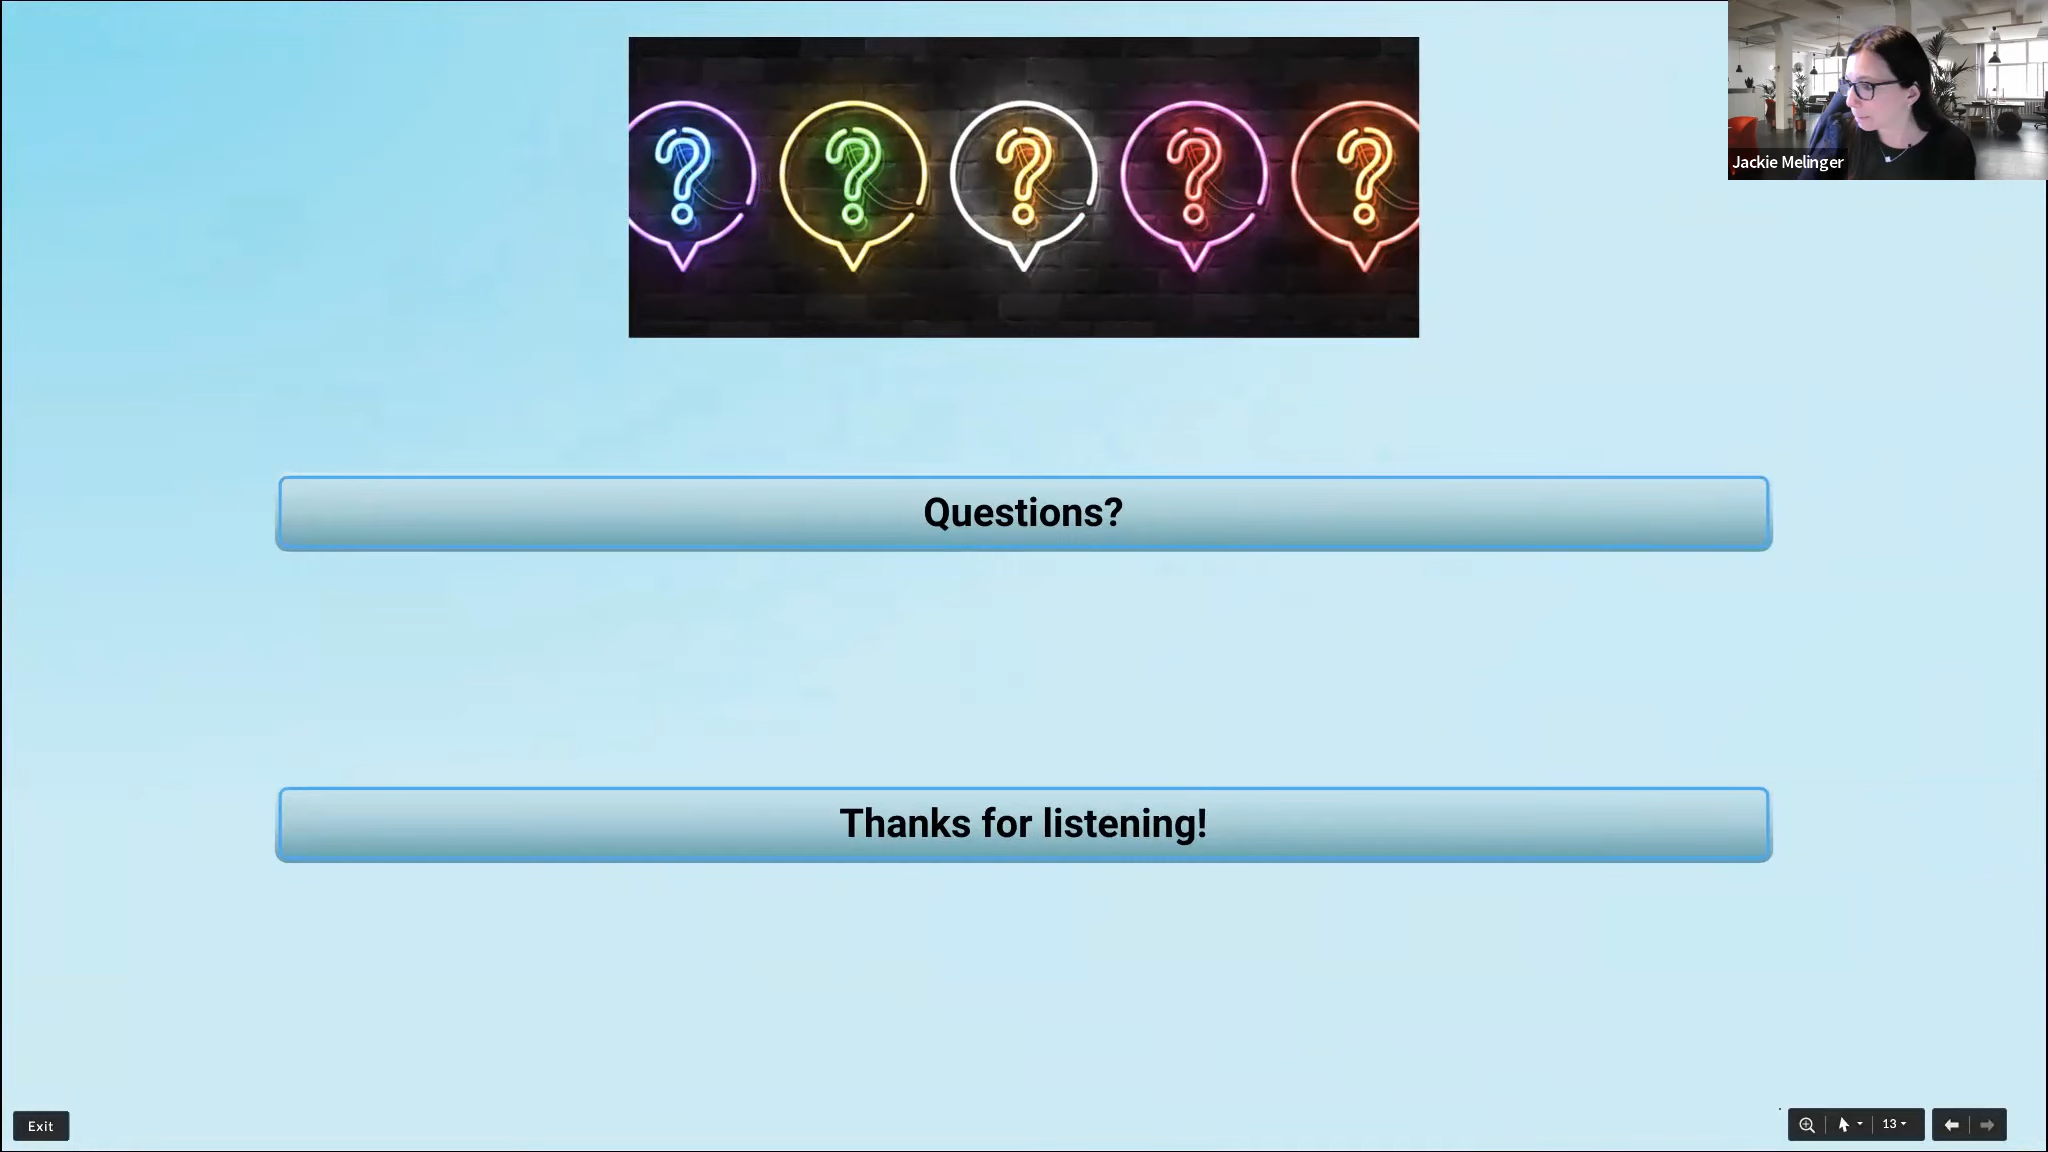 ? ? ? ? ?
Jackie Melinger
Questions?
Thanks for listening!
Exit
13